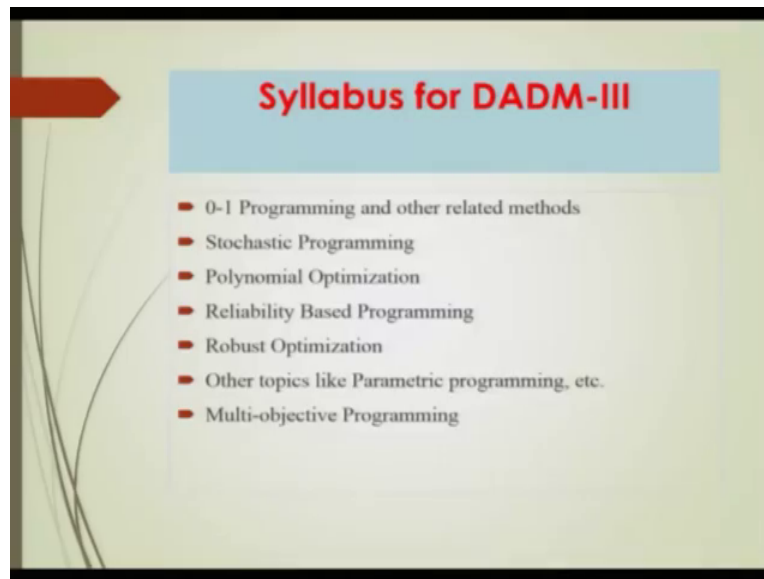 Syllabus for DADM-III
0-1 Programming and other related methods
Stochastic Programming
Polynomial Optimization
Reliability Based Programming
Robust Optimization
Other topics like Parametric programming, etc.
Multi-objective Programming